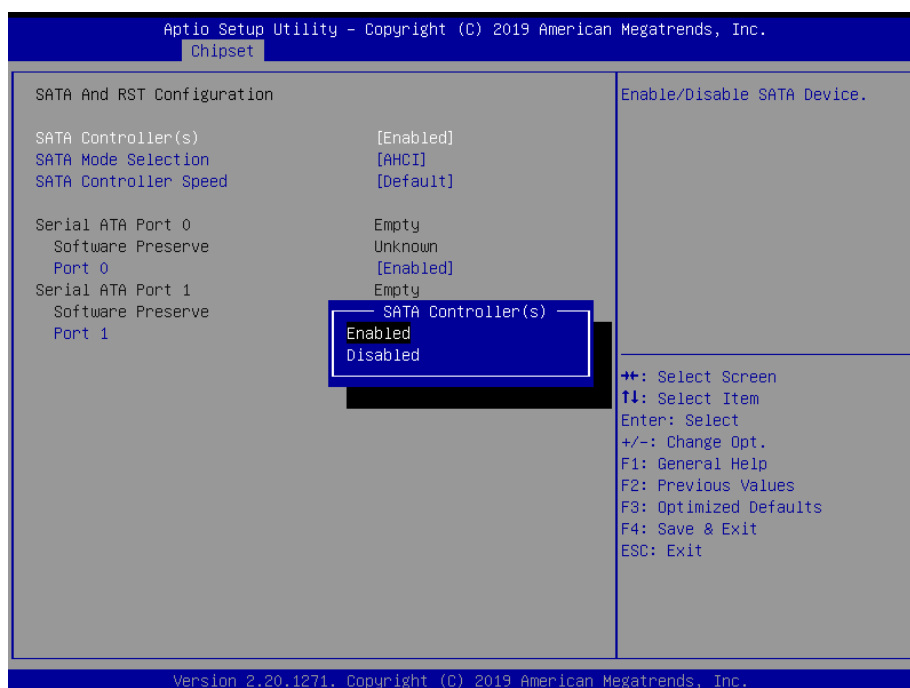 Aptio Setup Utility – Copyright (C) 2019 American Megatrends, Inc.
Chipset
SATA And RST Configuration
SATA Controller(s) [Enabled]
SATA Mode Selection [AHCI]
SATA Controller Speed [Default]
Serial ATA Port 0 Empty
Software Preserve Unknown
Port 0 [Enabled]
Serial ATA Port 1 Empty
Software Preserve
Port 1
SATA Controller(s)
Enabled
Disabled
Enable/Disable SATA Device.
→←: Select Screen
↑↓: Select Item
Enter: Select
+/-: Change Opt.
F1: General Help
F2: Previous Values
F3: Optimized Defaults
F4: Save & Exit
ESC: Exit
Version 2.20.1271. Copyright (C) 2019 American Megatrends, Inc.